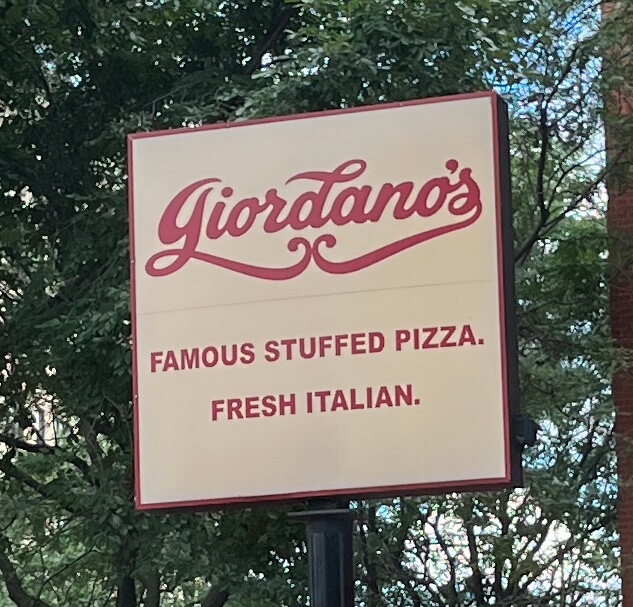 Giordano's
FAMOUS STUFFED PIZZA.
FRESH ITALIAN.